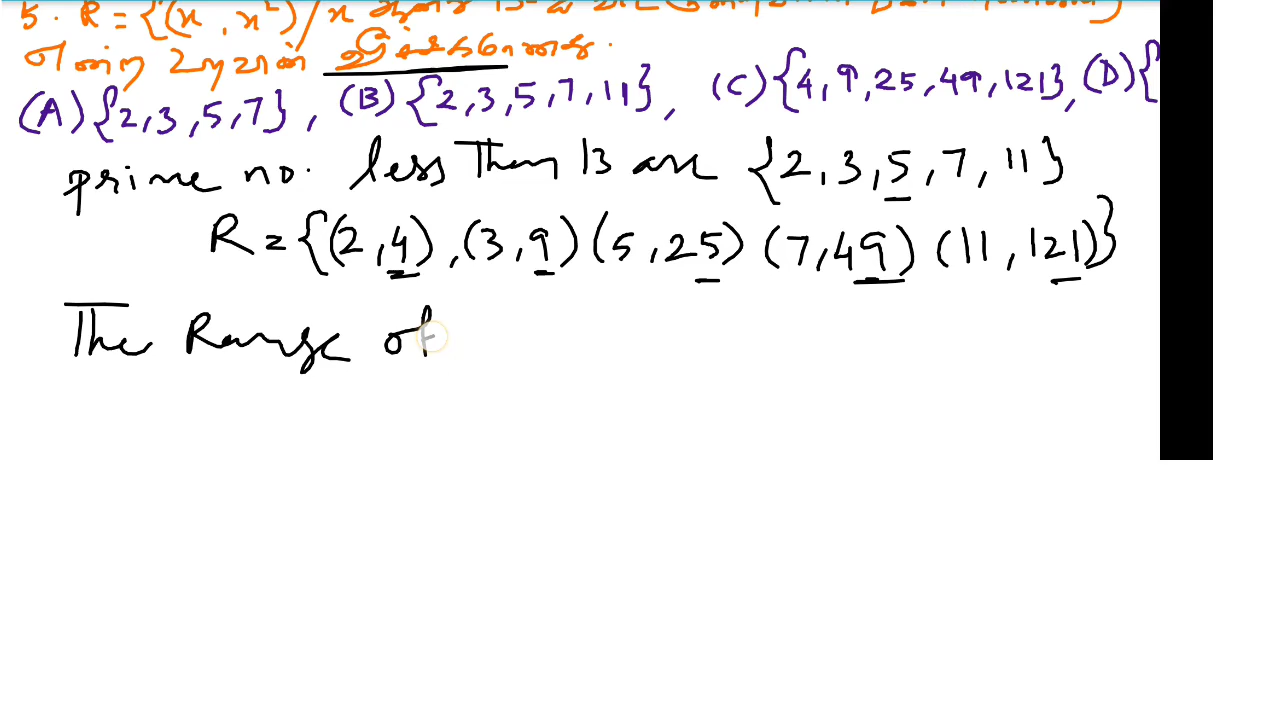 5. R = {(x, x²)/x
என்ற
(A) {2,3,5,7}, (B) {2,3,5,7,11}, (C) {4,9,25,49,121}, (D) {
prime no. less Then 13 are {2,3,5,7,11}
R = {(2,4),(3,9)(5,25)(7,49)(11,121)}
The Range of